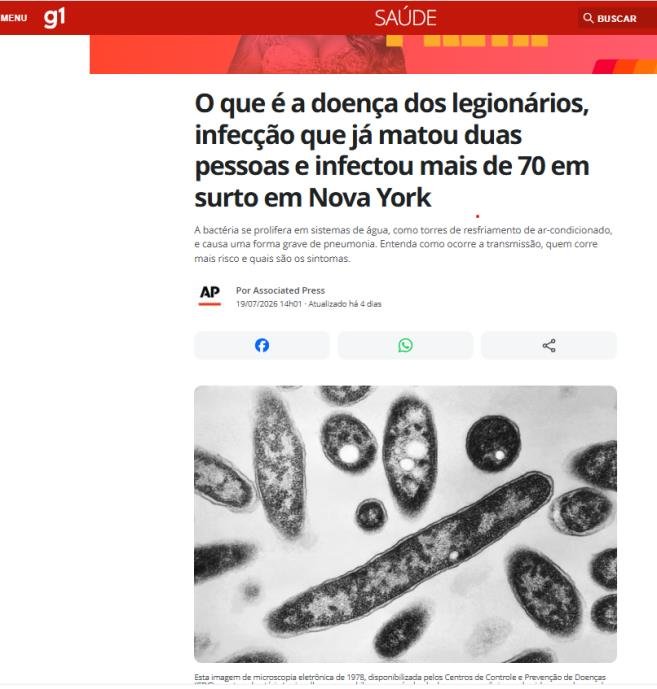 MENU g1 SAÚDE BUSCAR
O que é a doença dos legionários,
infecção que já matou duas
pessoas e infectou mais de 70 em
surto em Nova York
A bactéria se prolifera em sistemas de água, como torres de resfriamento de ar-condicionado,
e causa uma forma grave de pneumonia. Entenda como ocorre a transmissão, quem corre
mais risco e quais são os sintomas.
AP Por Associated Press
19/07/2026 14h01 · Atualizado há 4 dias
Esta imagem de microscopia eletrônica de 1978, disponibilizada pelos Centros de Controle e Prevenção de Doenças